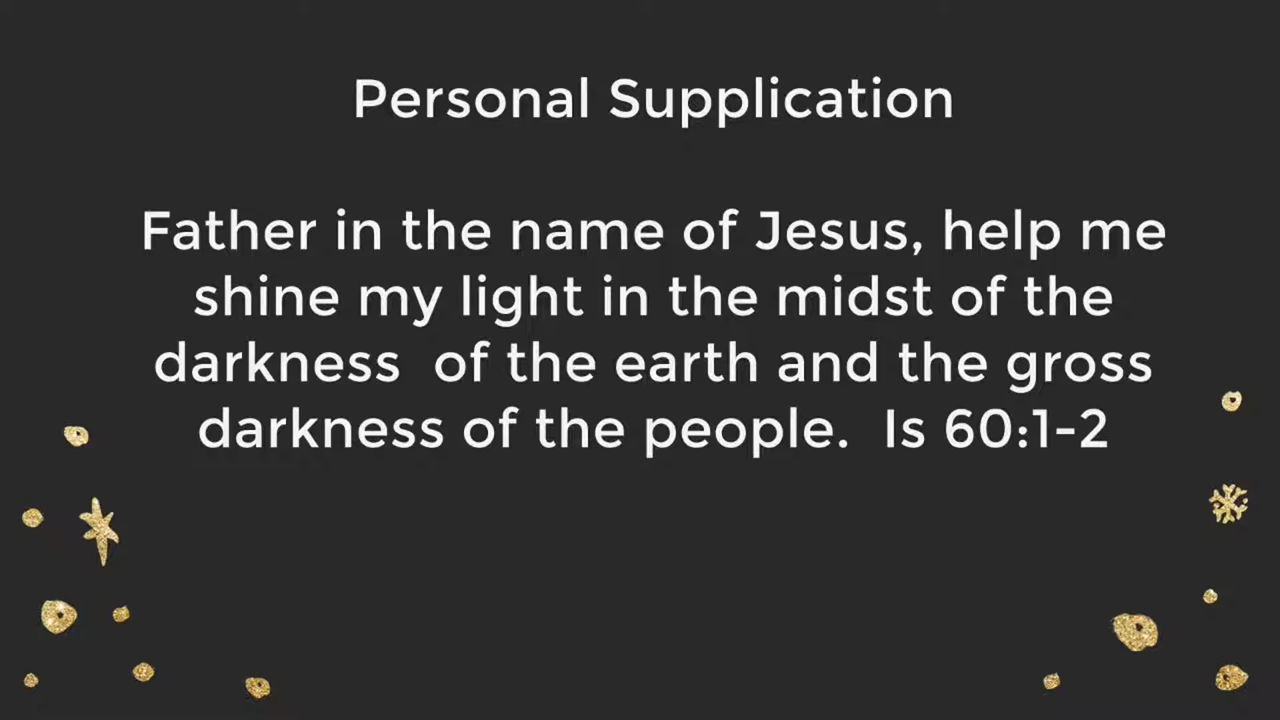 Personal Supplication
Father in the name of Jesus, help me
shine my light in the midst of the
darkness  of the earth and the gross
darkness of the people.  Is 60:1-2